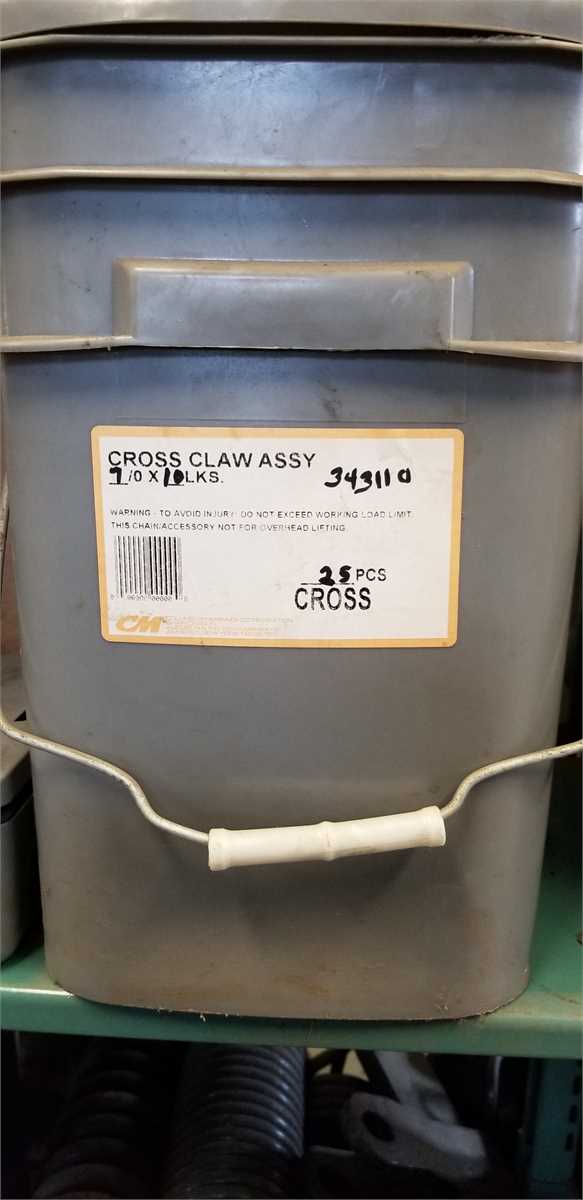 CROSS CLAW ASSY
7/0 X 10 LKS. 343110
WARNING - TO AVOID INJURY: DO NOT EXCEED WORKING LOAD LIMIT.
THIS CHAIN/ACCESSORY NOT FOR OVERHEAD LIFTING.
25 PCS
CROSS
CM